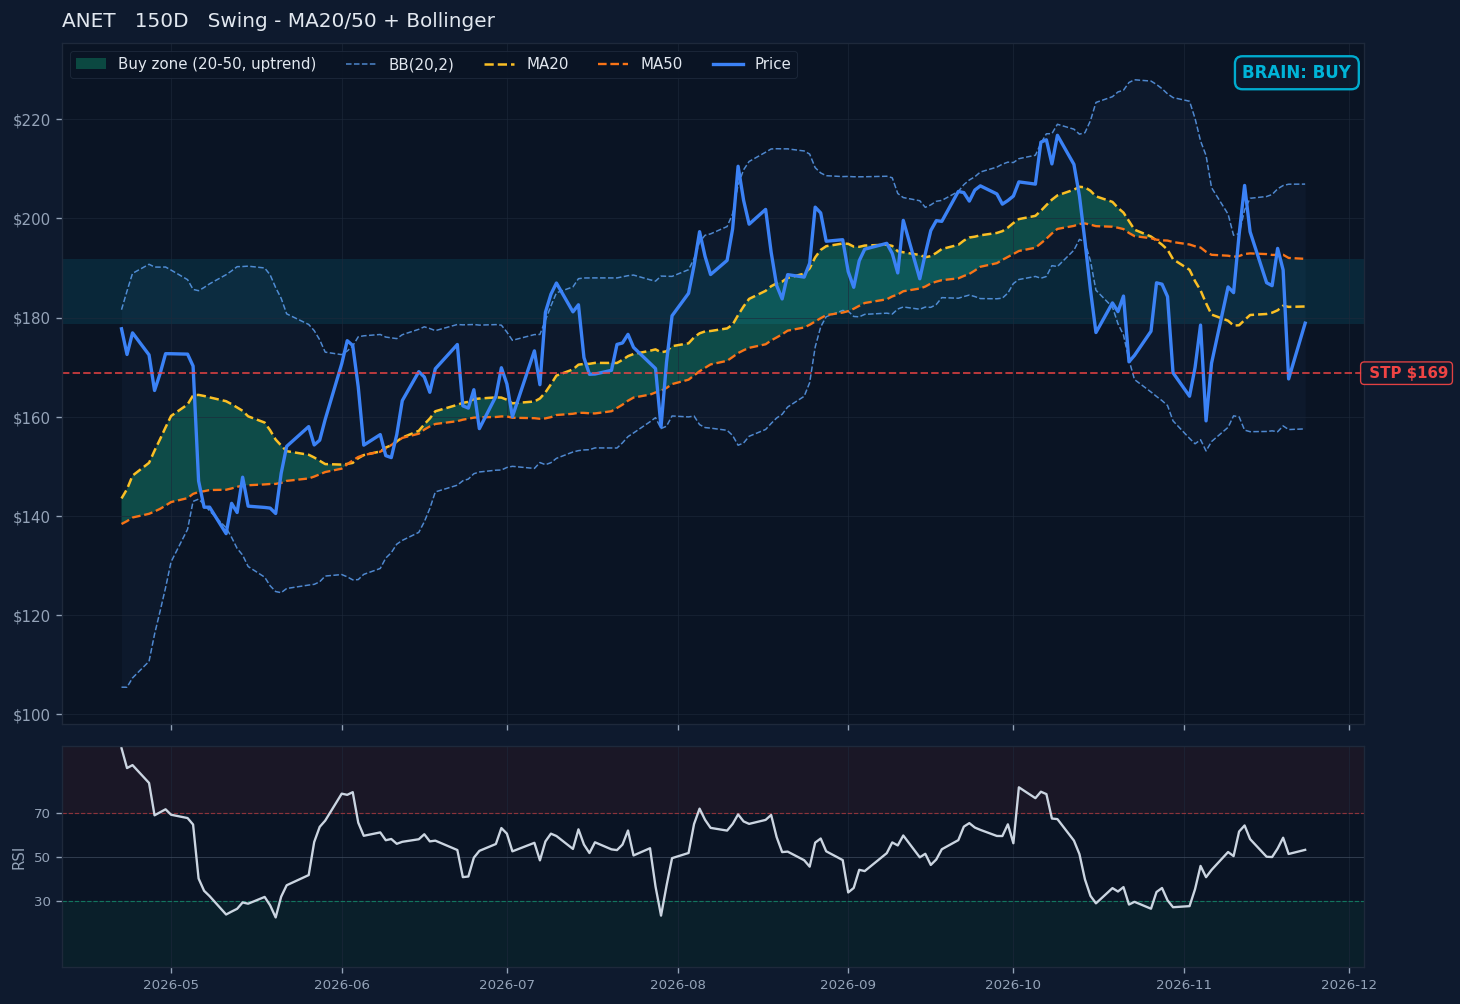 ANET   150D   Swing - MA20/50 + Bollinger
Buy zone (20-50, uptrend)
BB(20,2)
MA20
MA50
Price
BRAIN: BUY
$220
$200
$180
$160
$140
$120
$100
STP $169
RSI
70
50
30
2026-05
2026-06
2026-07
2026-08
2026-09
2026-10
2026-11
2026-12